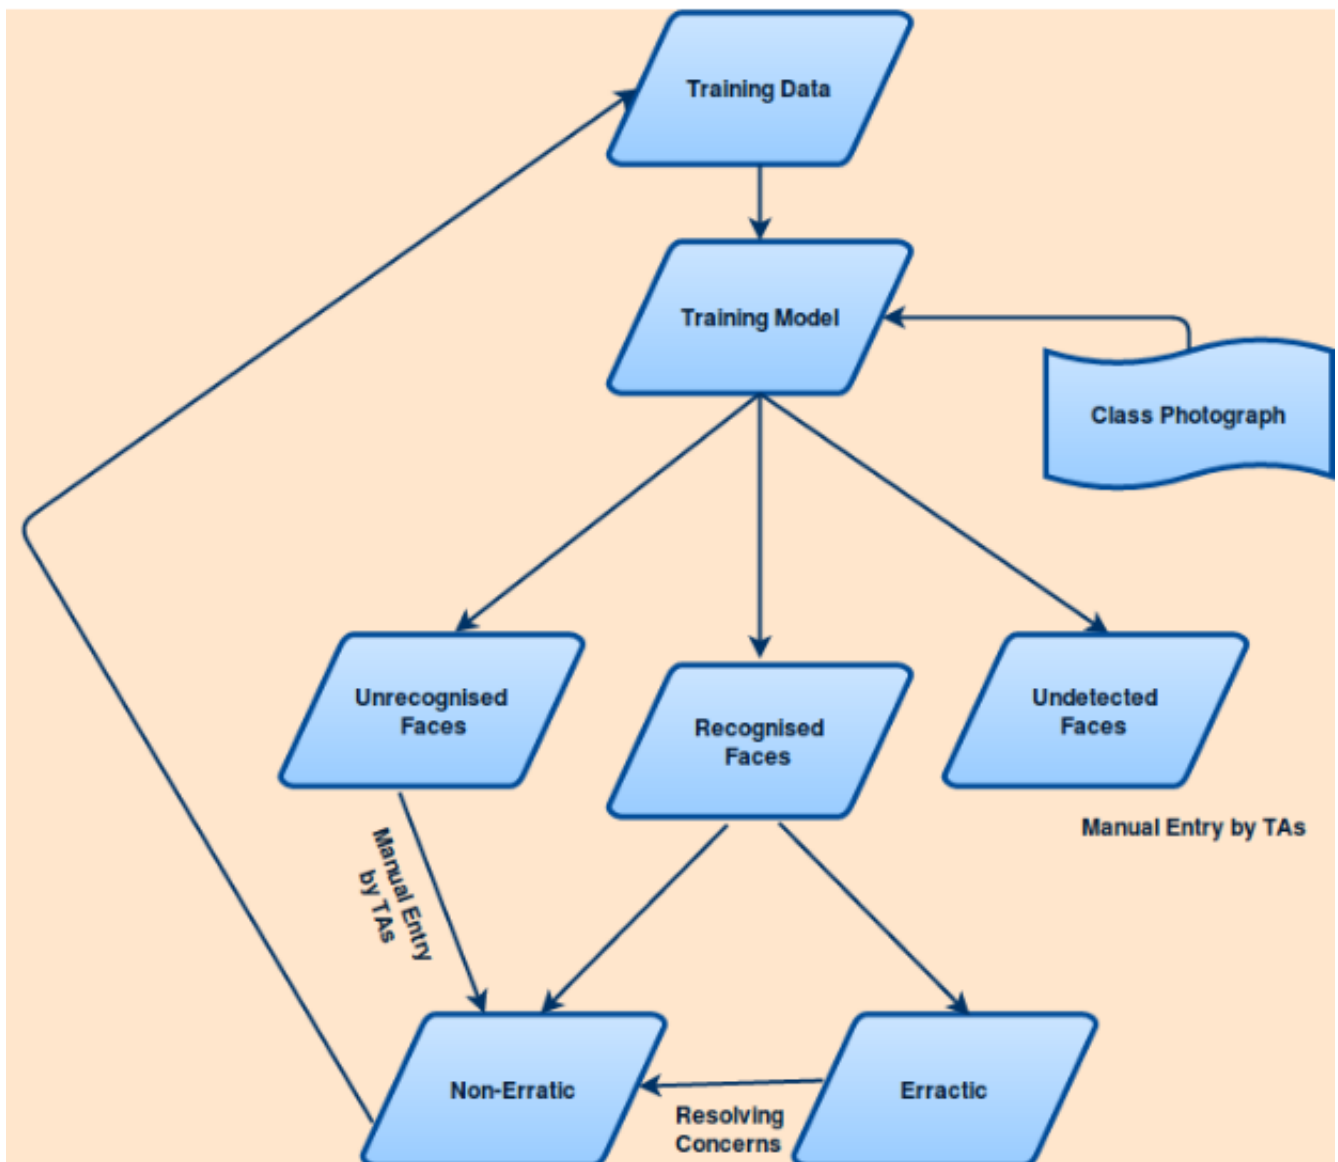 Training Data
Training Model
Class Photograph
Unrecognised
Faces
Recognised
Faces
Undetected
Faces
Manual Entry
by TAs
Manual Entry by TAs
Non-Erratic
Erractic
Resolving
Concerns